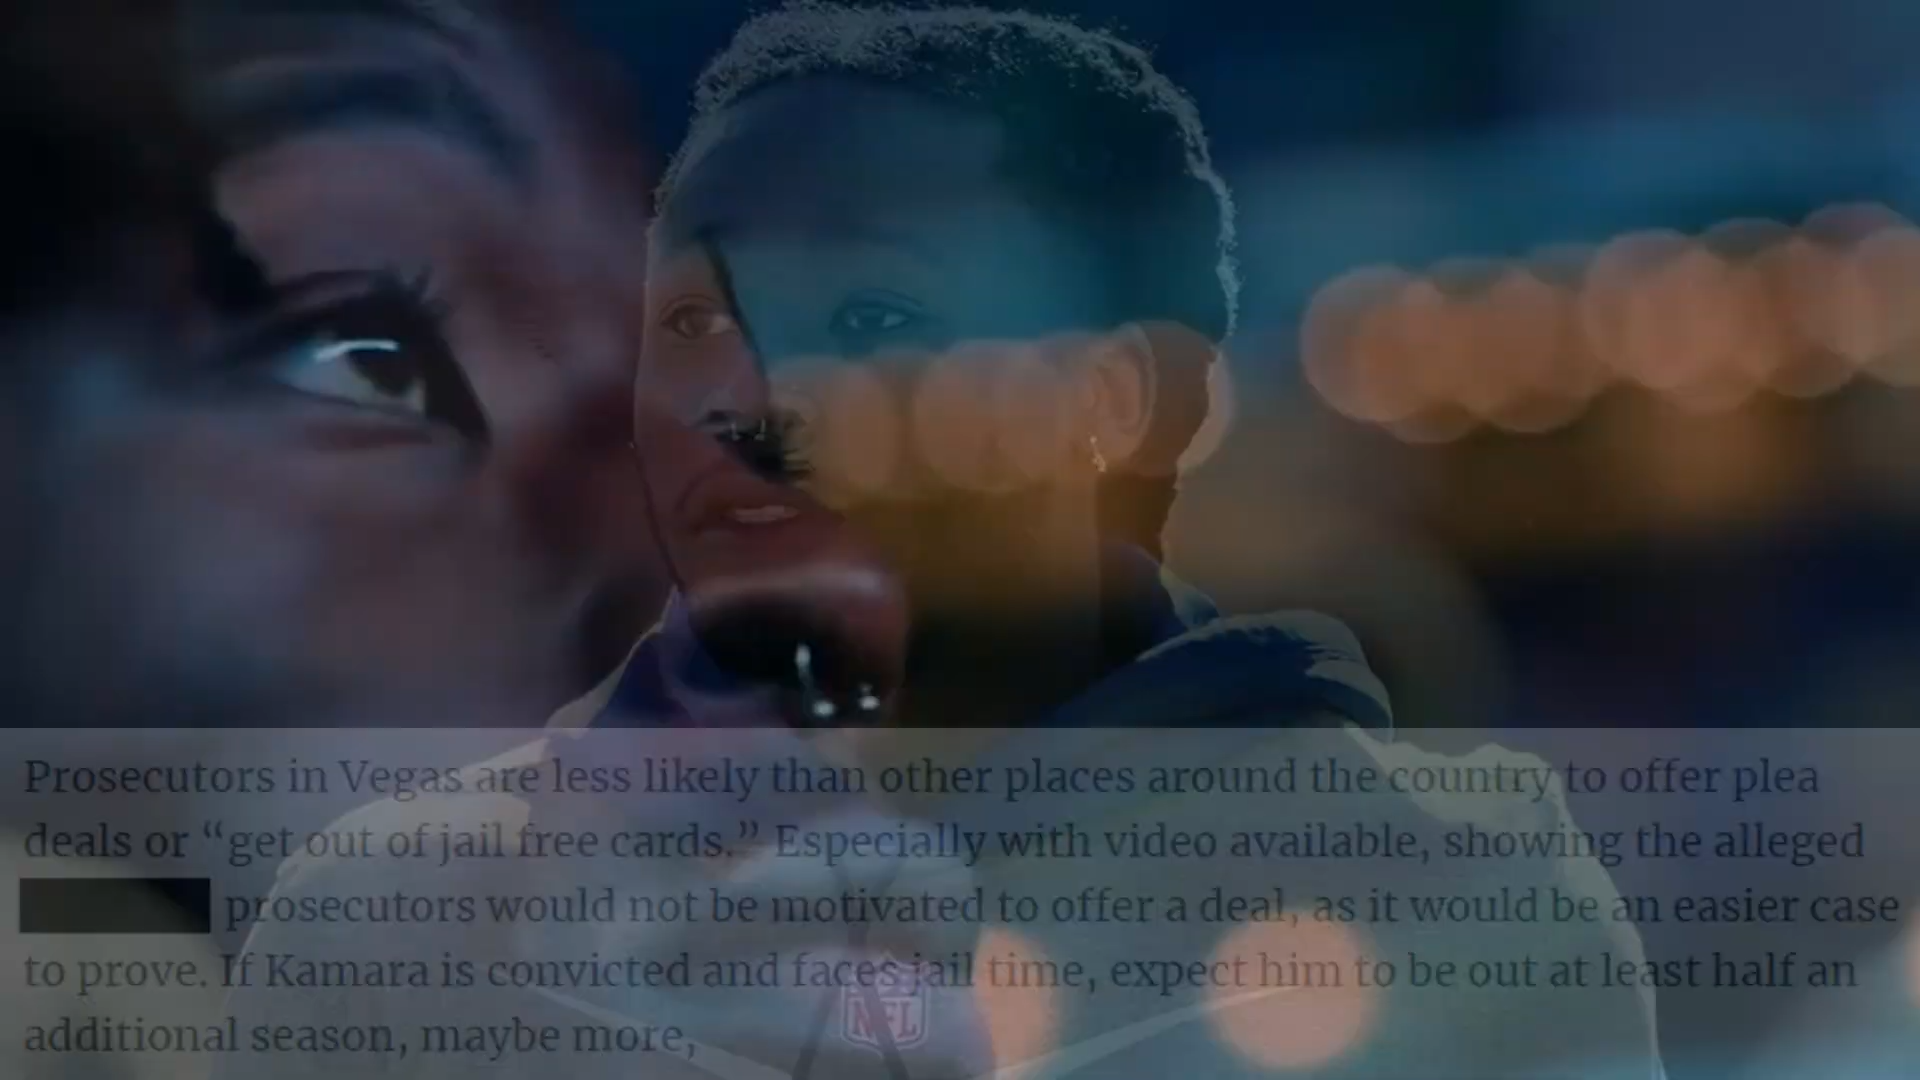 Prosecutors in Vegas are less likely than other places around the country to offer plea
deals or “get out of jail free cards.” Especially with video available, showing the alleged
prosecutors would not be motivated to offer a deal, as it would be an easier case
to prove. If Kamara is convicted and faces jail time, expect him to be out at least half an
additional season, maybe more,
NFL